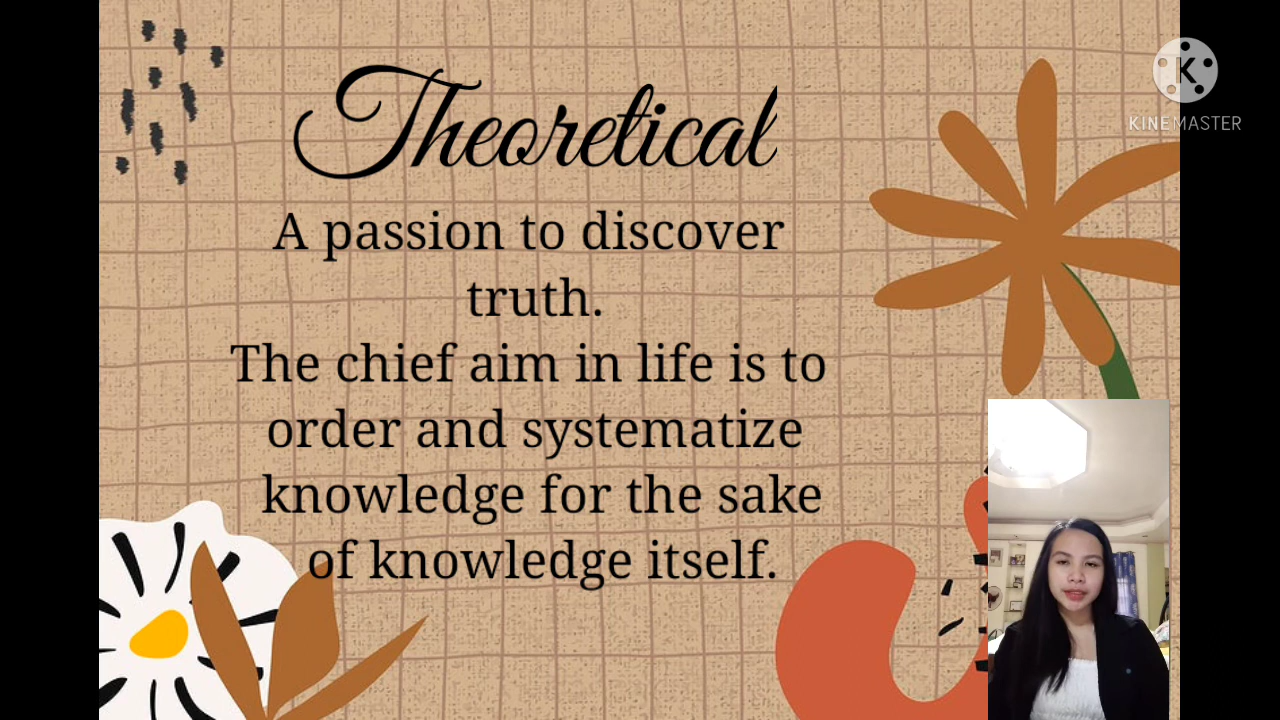 Theoretical
A passion to discover
truth.
The chief aim in life is to
order and systematize
knowledge for the sake
of knowledge itself.
K
KINEMASTER